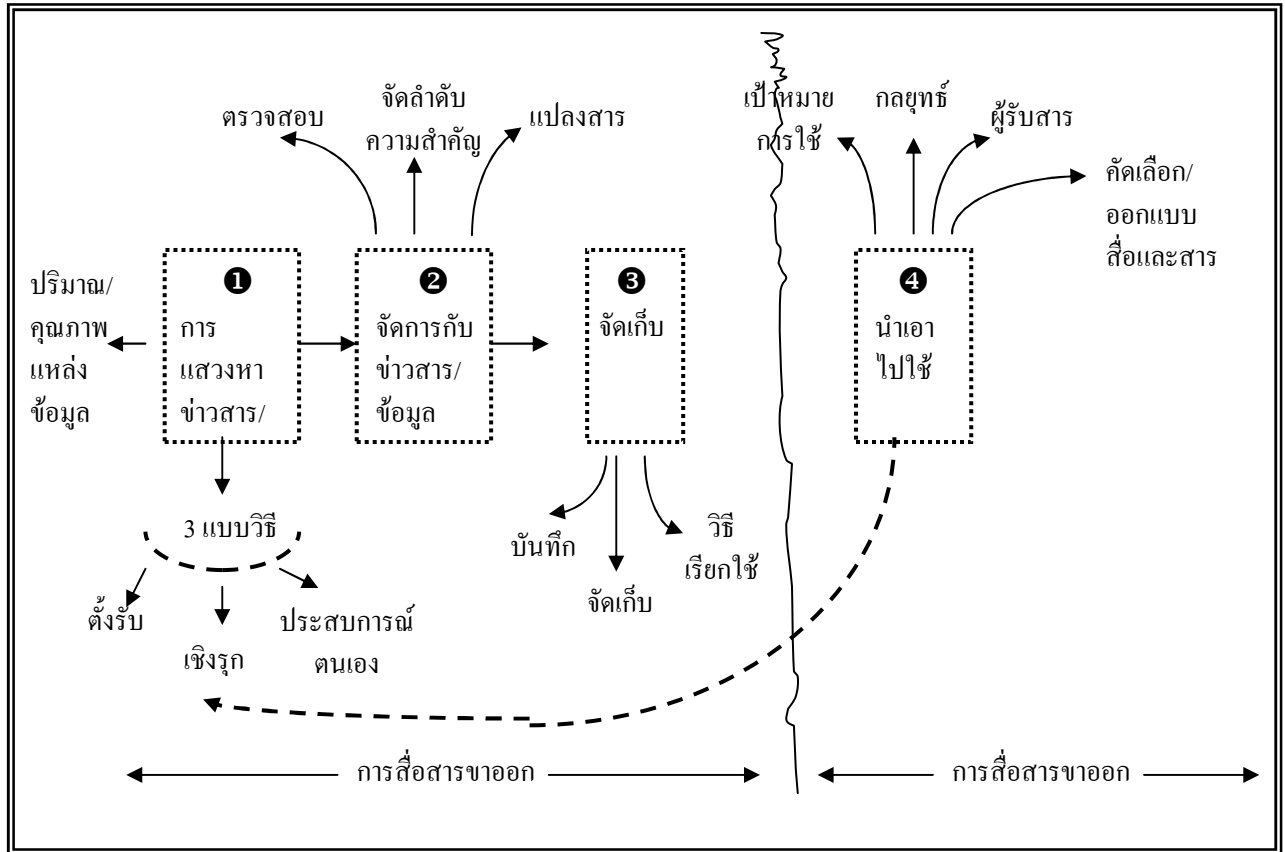 ตรวจสอบ
จัดลำดับ
ความสำคัญ
แปลงสาร
เป้าหมาย
การใช้
กลยุทธ์
ผู้รับสาร
คัดเลือก/
ออกแบบ
สื่อและสาร
ปริมาณ/
คุณภาพ
แหล่ง
ข้อมูล
❶
การ
แสวงหา
ข่าวสาร/
❷
จัดการกับ
ข่าวสาร/
ข้อมูล
❸
จัดเก็บ
❹
นำเอา
ไปใช้
3 แบบวิธี
ตั้งรับ
เชิงรุก
ประสบการณ์
ตนเอง
บันทึก
จัดเก็บ
วิธี
เรียกใช้
การสื่อสารขาออก
การสื่อสารขาออก